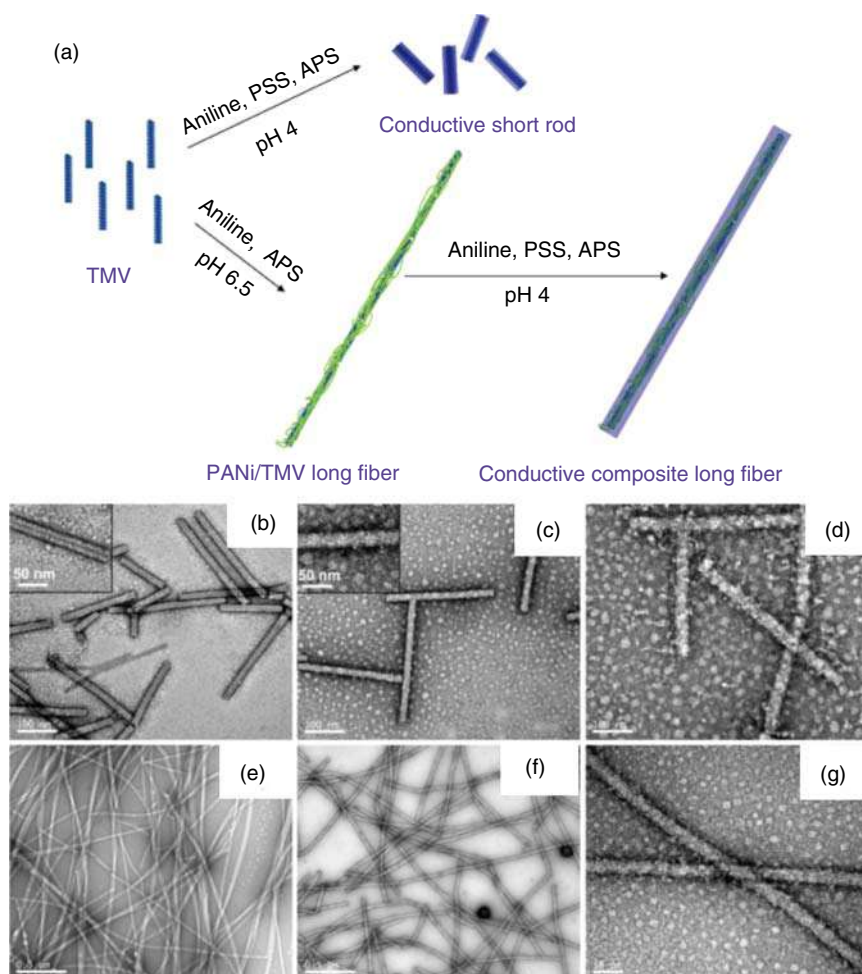 (a)
Aniline, PSS, APS
pH 4
Conductive short rod
TMV
Aniline, APS
pH 6.5
Aniline, PSS, APS
pH 4
PANi/TMV long fiber
Conductive composite long fiber
(b)
50 nm
(c)
50 nm
(d)
(e)
(f)
(g)